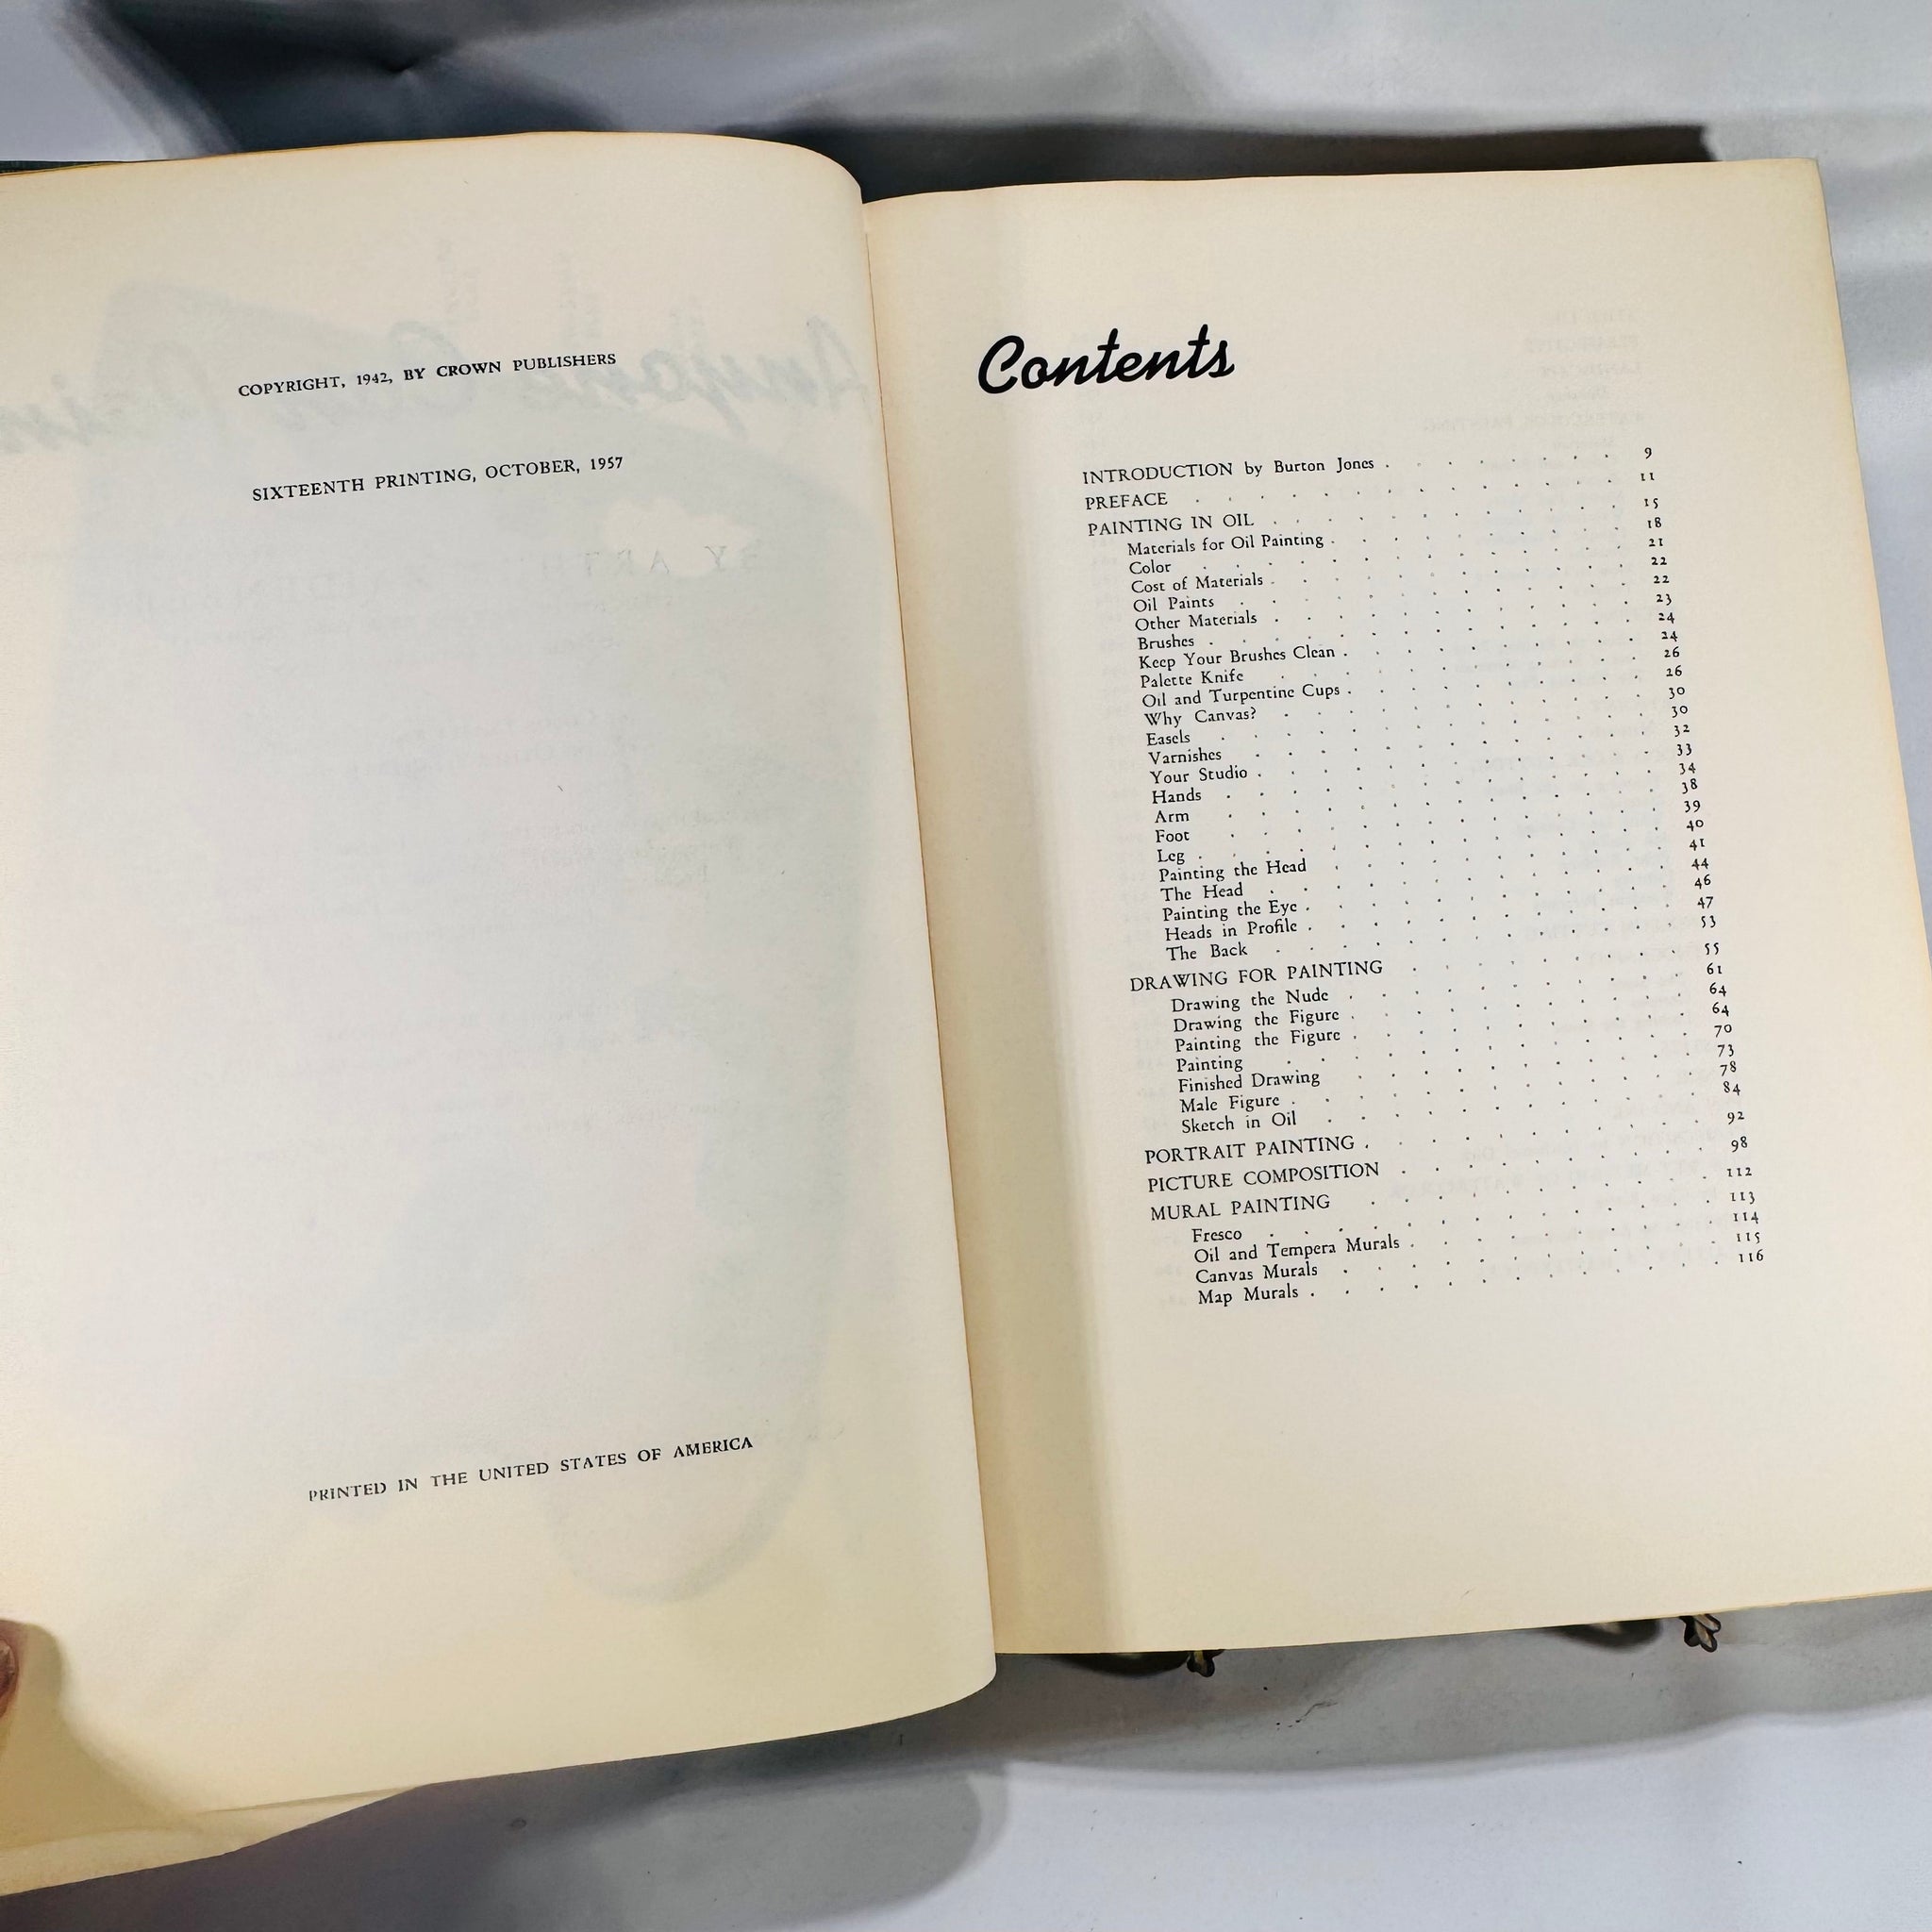 COPYRIGHT, 1942, BY CROWN PUBLISHERS
SIXTEENTH PRINTING, OCTOBER, 1957
PRINTED IN THE UNITED STATES OF AMERICA
Contents
INTRODUCTION by Burton Jones . . . . . . . . 9
PREFACE . . . . . . . . 11
PAINTING IN OIL . . . . . . . . 15
Materials for Oil Painting . . . . . . . . 18
Color . . . . . . . . 21
Cost of Materials . . . . . . . . 22
Oil Paints . . . . . . . . 22
Other Materials . . . . . . . . 23
Brushes . . . . . . . . 24
Keep Your Brushes Clean . . . . . . . . 24
Palette Knife . . . . . . . . 26
Oil and Turpentine Cups . . . . . . . . 26
Why Canvas? . . . . . . . . 30
Easels . . . . . . . . 30
Varnishes . . . . . . . . 32
Your Studio . . . . . . . . 33
Hands . . . . . . . . 34
Arm . . . . . . . . 38
Foot . . . . . . . . 39
Leg . . . . . . . . 40
Painting the Head . . . . . . . . 41
The Head . . . . . . . . 44
Painting the Eye . . . . . . . . 46
Heads in Profile . . . . . . . . 47
The Back . . . . . . . . 53
DRAWING FOR PAINTING . . . . . . . . 55
Drawing the Nude . . . . . . . . 61
Drawing the Figure . . . . . . . . 64
Painting the Figure . . . . . . . . 64
Painting . . . . . . . . 70
Finished Drawing . . . . . . . . 73
Male Figure . . . . . . . . 78
Sketch in Oil . . . . . . . . 84
PORTRAIT PAINTING . . . . . . . . 92
PICTURE COMPOSITION . . . . . . . . 98
MURAL PAINTING . . . . . . . . 112
Fresco . . . . . . . . 113
Oil and Tempera Murals . . . . . . . . 114
Canvas Murals . . . . . . . . 115
Map Murals . . . . . . . . 116